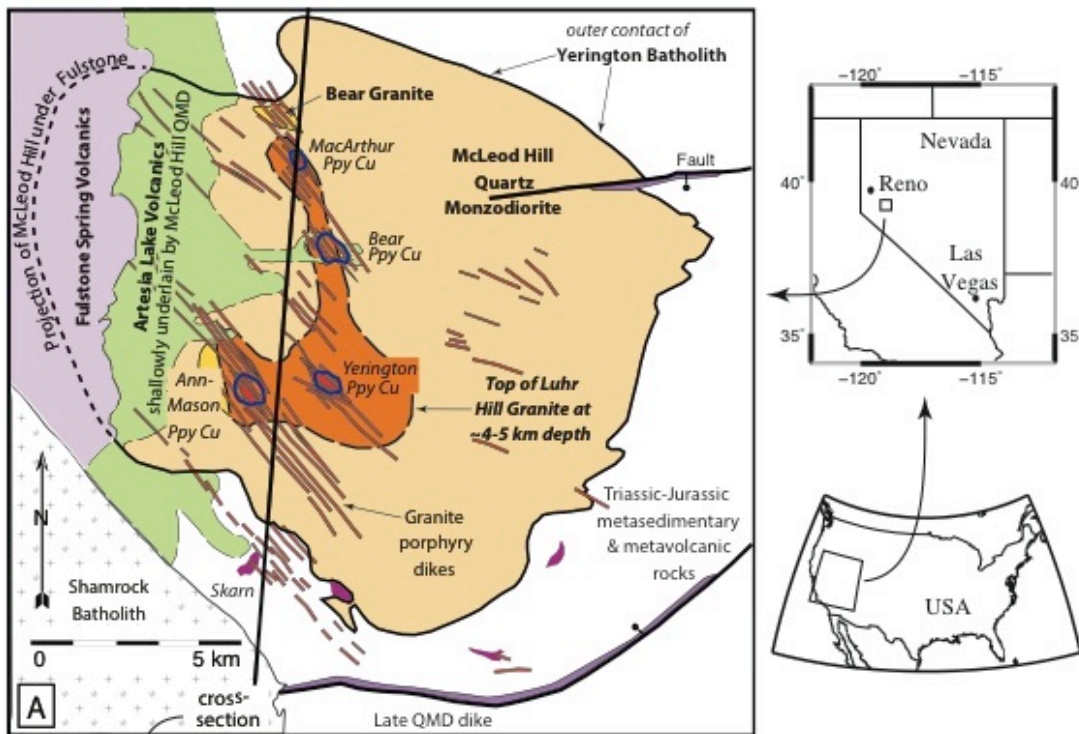 outer contact of
Yerington Batholith
Projection of McLeod Hill under Fulstone
Fulstone Spring Volcanics
Artesia Lake Volcanics
shallowly underlain by McLeod Hill QMD
Bear Granite
MacArthur
Ppy Cu
McLeod Hill
Quartz
Monzodiorite
Fault
Bear
Ppy Cu
Ann-
Mason
Ppy Cu
Yerington
Ppy Cu
Top of Luhr
Hill Granite at
~4-5 km depth
Granite
porphyry
dikes
Triassic-Jurassic
metasedimentary
& metavolcanic
rocks
N
Shamrock
Batholith
Skarn
0 5 km
A
cross-
section
Late QMD dike
-120° -115°
Nevada
40 40
Reno
Las
Vegas
35 35
-120° -115°
USA